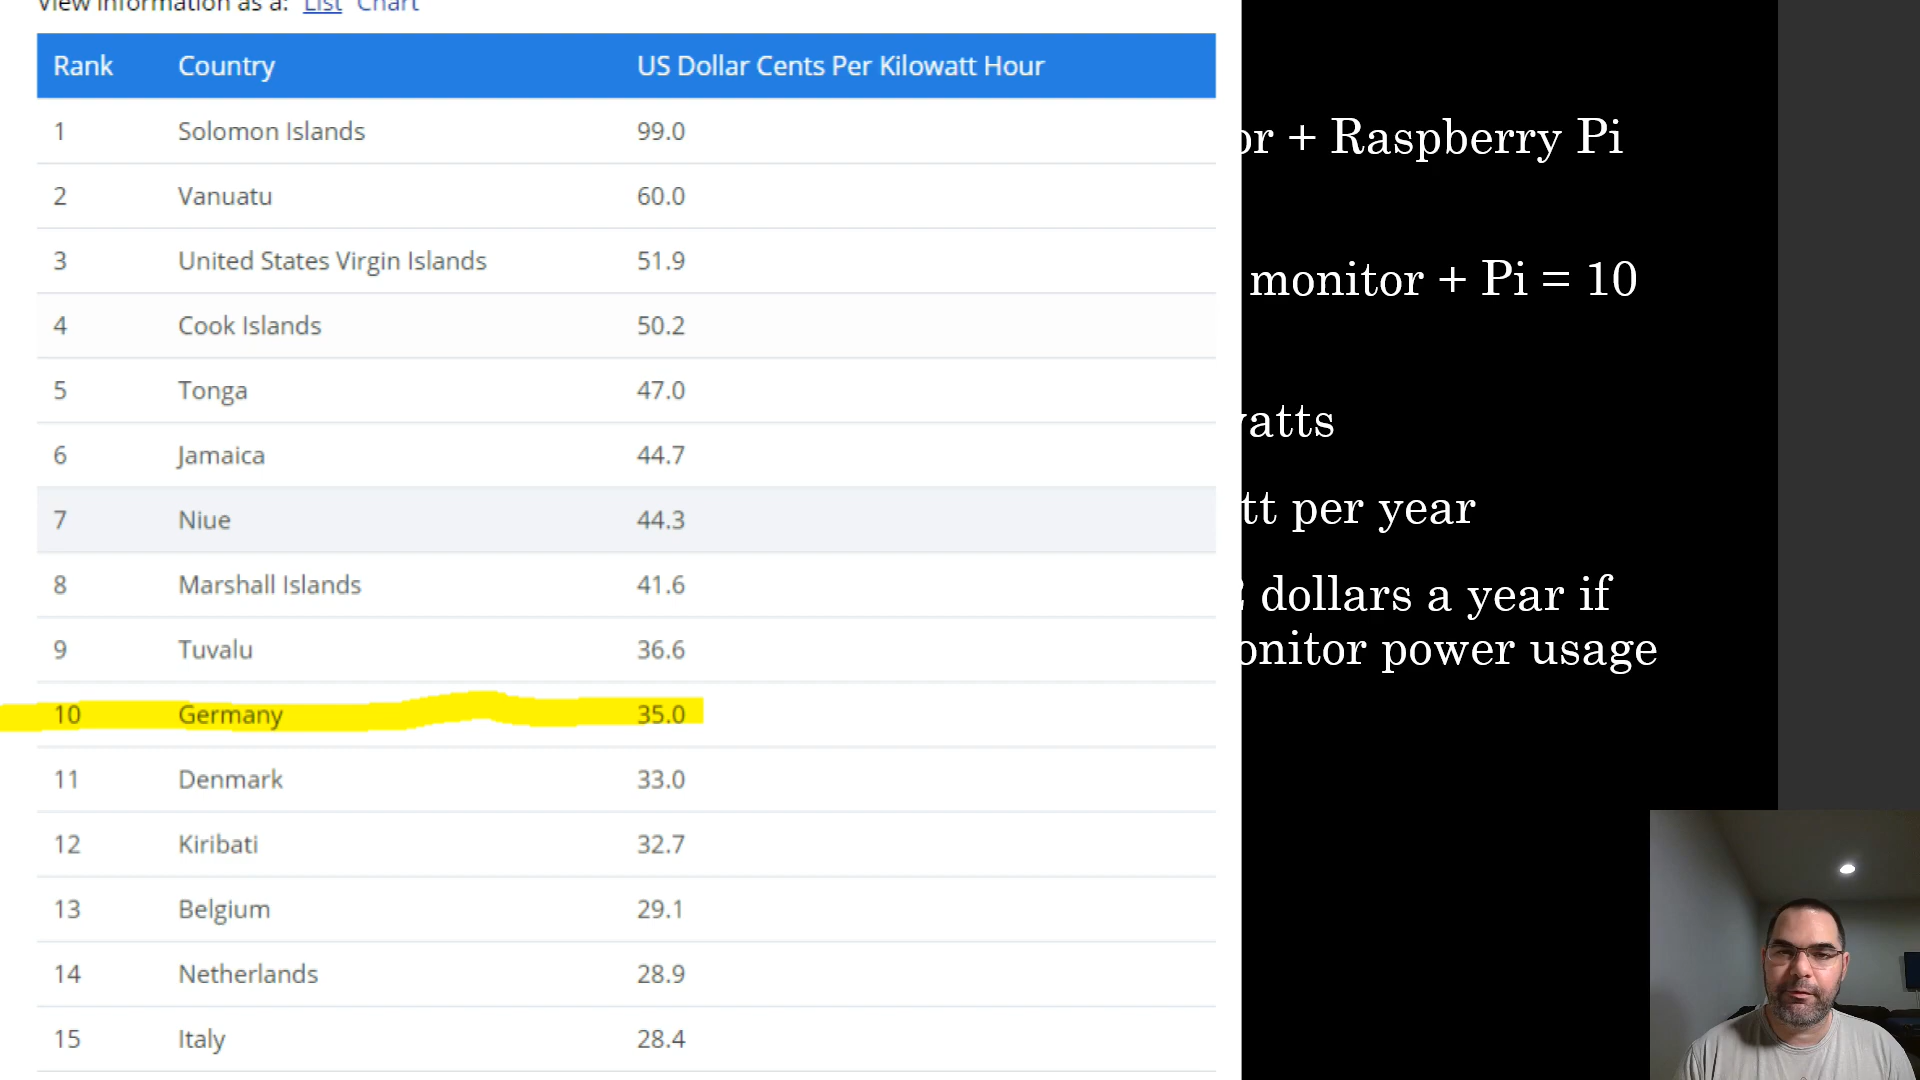 View information as a: List Chart
Rank Country US Dollar Cents Per Kilowatt Hour
1 Solomon Islands 99.0
2 Vanuatu 60.0
3 United States Virgin Islands 51.9
4 Cook Islands 50.2
5 Tonga 47.0
6 Jamaica 44.7
7 Niue 44.3
8 Marshall Islands 41.6
9 Tuvalu 36.6
10 Germany 35.0
11 Denmark 33.0
12 Kiribati 32.7
13 Belgium 29.1
14 Netherlands 28.9
15 Italy 28.4
or + Raspberry Pi
monitor + Pi = 10
watts
tt per year
dollars a year if
onitor power usage